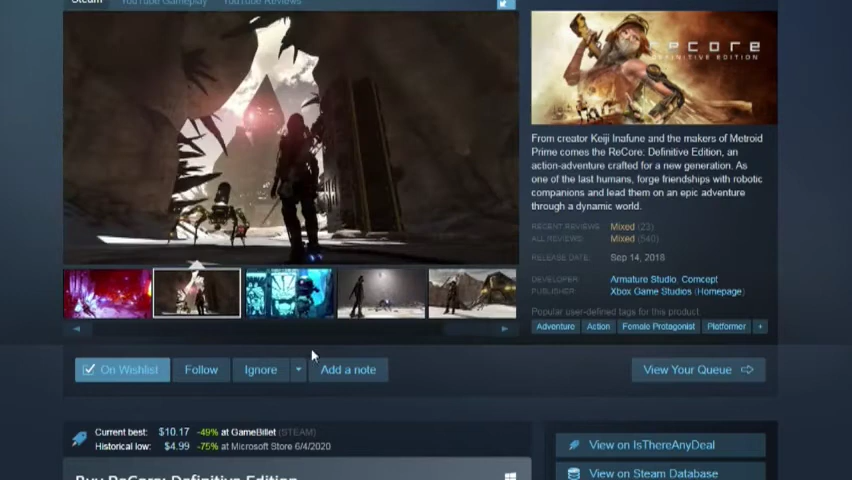 Steam YouTube Gameplay YouTube Reviews
RECORE
DEFINITIVE EDITION
From creator Keiji Inafune and the makers of Metroid
Prime comes the ReCore: Definitive Edition, an
action-adventure crafted for a new generation. As
one of the last humans, forge friendships with robotic
companions and lead them on an epic adventure
through a dynamic world.
RECENT REVIEWS: Mixed (23)
ALL REVIEWS: Mixed (540)
RELEASE DATE: Sep 14, 2018
DEVELOPER: Armature Studio, Comcept
PUBLISHER: Xbox Game Studios (Homepage)
Popular user-defined tags for this product:
Adventure Action Female Protagonist Platformer +
On Wishlist Follow Ignore Add a note View Your Queue
Current best: $10.17 -49% at GameBillet (STEAM)
Historical low: $4.99 -75% at Microsoft Store 6/4/2020
View on IsThereAnyDeal
View on Steam Database
Buy ReCore: Definitive Edition